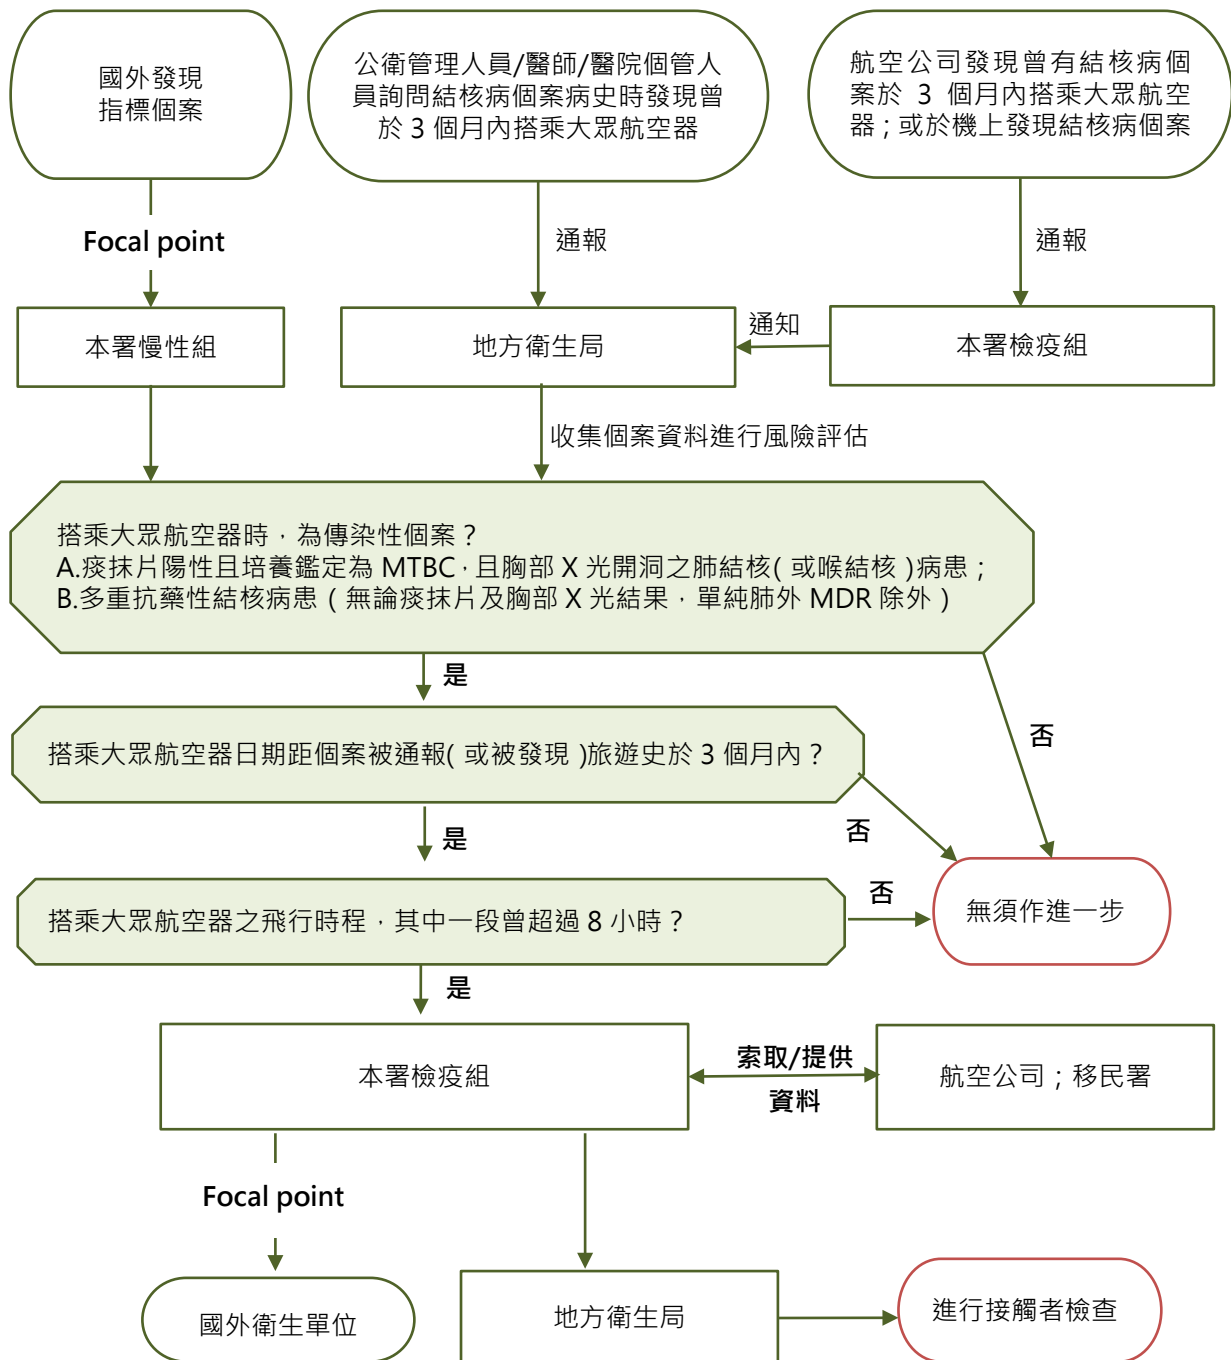 國外發現
指標個案
公衛管理人員/醫師/醫院個管人
員詢問結核病個案病史時發現曾
於 3 個月內搭乘大眾航空器
航空公司發現曾有結核病個
案於 3 個月內搭乘大眾航空
器；或於機上發現結核病個案
Focal point
通報
通報
本署慢性組
地方衛生局
通知
本署檢疫組
收集個案資料進行風險評估
搭乘大眾航空器時，為傳染性個案？
A.痰抹片陽性且培養鑑定為 MTBC，且胸部 X 光開洞之肺結核(或喉結核)病患；
B.多重抗藥性結核病患（無論痰抹片及胸部 X 光結果，單純肺外 MDR 除外）
是
否
搭乘大眾航空器日期距個案被通報(或被發現)旅遊史於 3 個月內？
是
否
搭乘大眾航空器之飛行時程，其中一段曾超過 8 小時？
否
無須作進一步
是
本署檢疫組
索取/提供
資料
航空公司；移民署
Focal point
國外衛生單位
地方衛生局
進行接觸者檢查